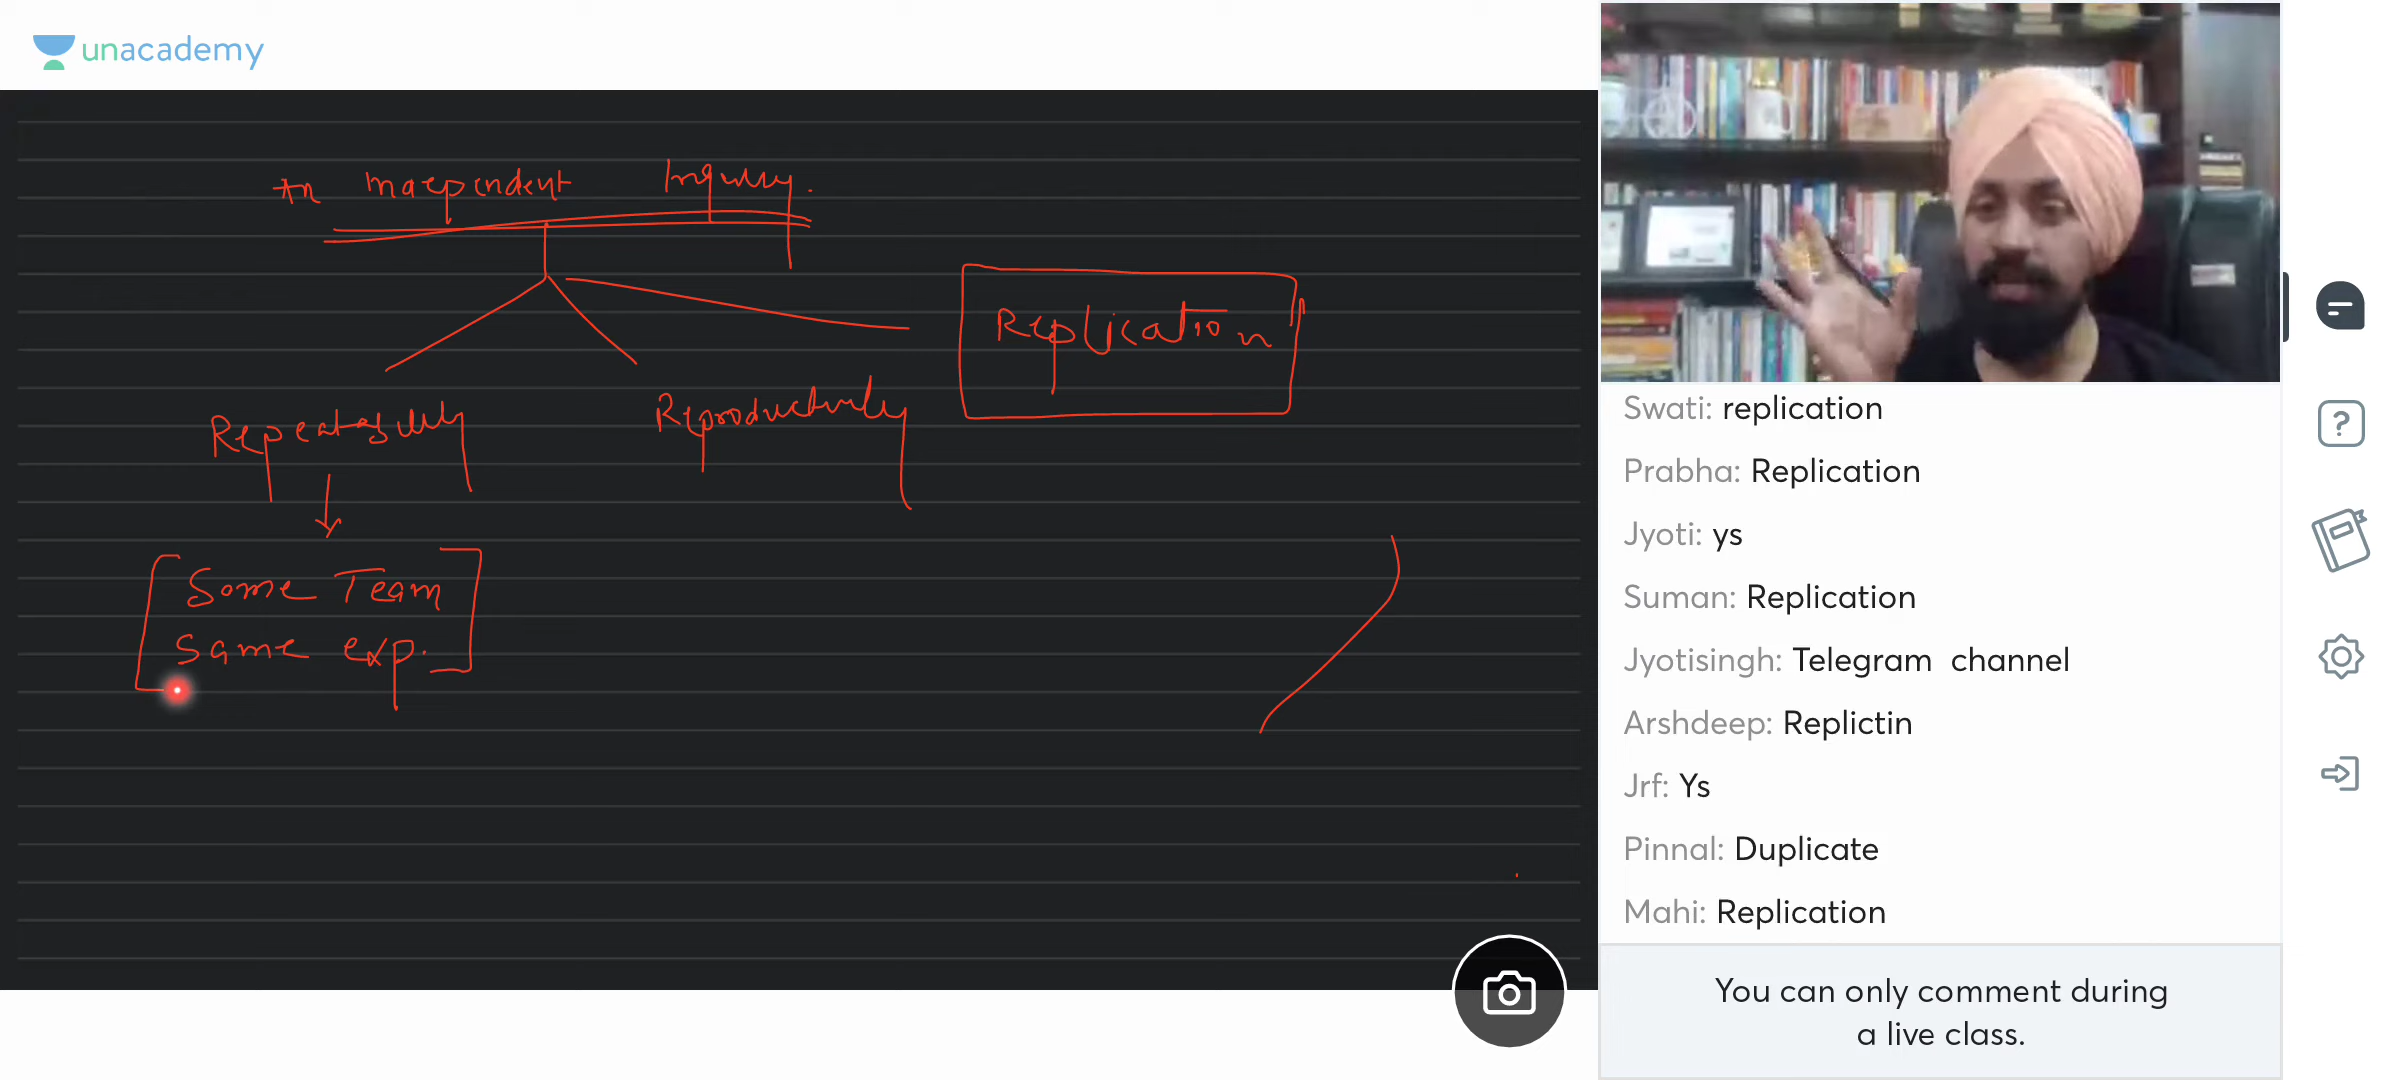 unacademy
An Independent Inquiry.
Replication
Repeatability
Reproductivity
Same Team
Same exp.
Swati: replication
Prabha: Replication
Jyoti: ys
Suman: Replication
Jyotisingh: Telegram channel
Arshdeep: Replictin
Jrf: Ys
Pinnal: Duplicate
Mahi: Replication
You can only comment during
a live class.
?